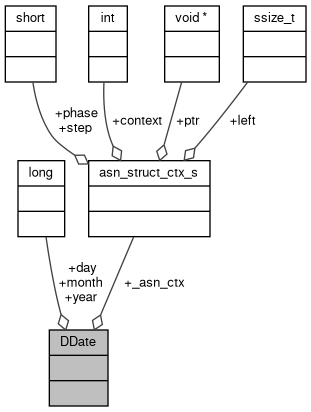 short
int
void *
ssize_t
+phase
+step
+context
+ptr
+left
long
asn_struct_ctx_s
+day
+month
+year
+_asn_ctx
DDate